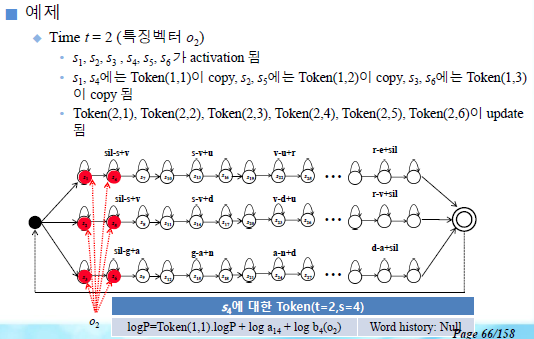 예제
Time t = 2 (특징벡터 o2)
s1, s2, s3 , s4, s5, s6가 activation 됨
s1, s4에는 Token(1,1)이 copy, s2, s5에는 Token(1,2)이 copy, s3, s6에는 Token(1,3)
이 copy 됨
Token(2,1), Token(2,2), Token(2,3), Token(2,4), Token(2,5), Token(2,6)이 update
됨
sil-s+v s-v+u v-u+r r-e+sil
sil-s+v s-v+d v-d+u r-v+sil
sil-g+a g-a+n a-n+d d-a+sil
o2
s4에 대한 Token(t=2,s=4)
logP=Token(1,1).logP + log a14 + log b4(o2) Word history: Null
Page 66/158